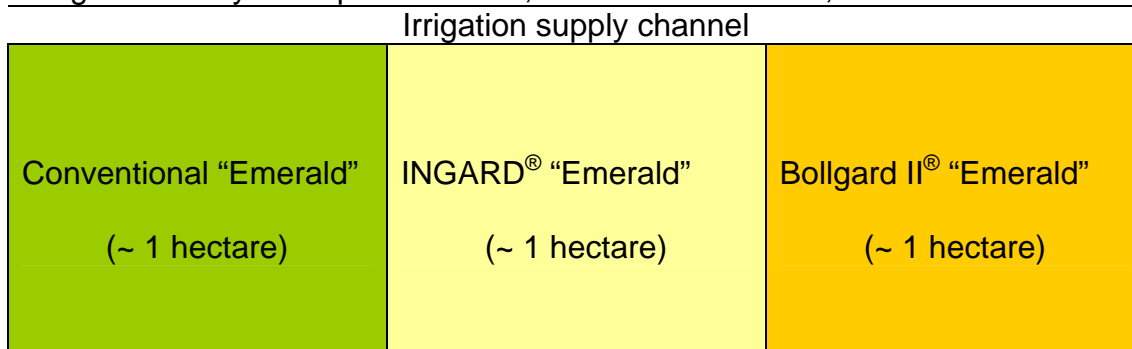 Irrigation supply channel
Conventional “Emerald”
(~ 1 hectare)
INGARD® “Emerald”
(~ 1 hectare)
Bollgard II® “Emerald”
(~ 1 hectare)